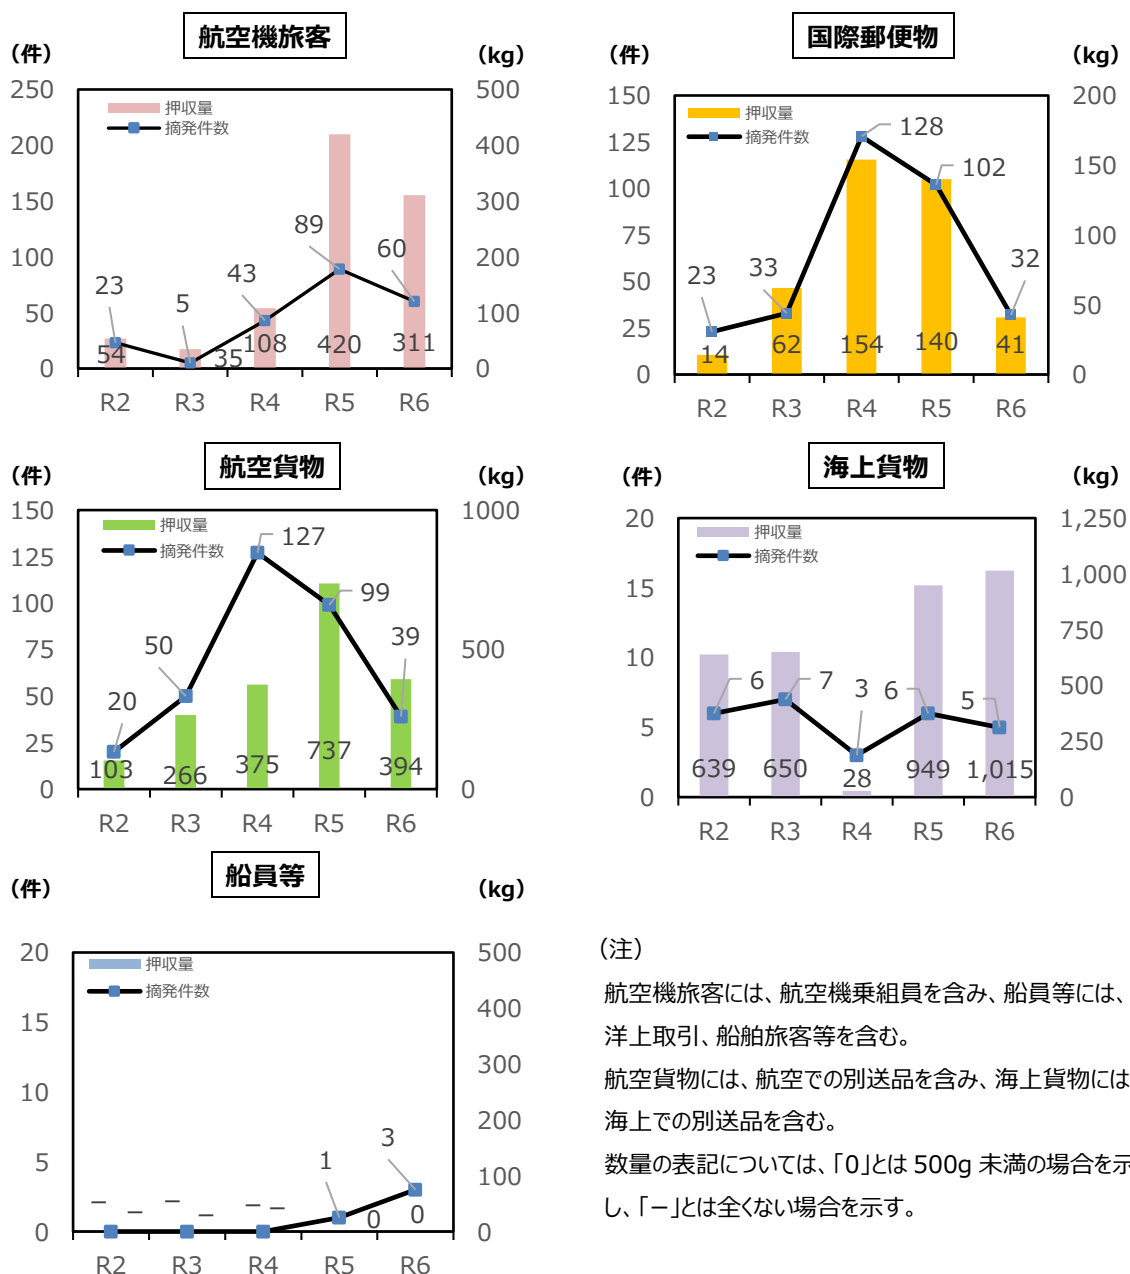 航空機旅客
（件）
（kg）
250
200
150
100
50
0
500
400
300
200
100
0
押収量
摘発件数
23
5
43
89
60
54
35
108
420
311
R2 R3 R4 R5 R6
国際郵便物
（件）
（kg）
150
125
100
75
50
25
0
200
150
100
50
0
押収量
摘発件数
23
33
128
102
32
14
62
154
140
41
R2 R3 R4 R5 R6
航空貨物
（件）
（kg）
150
125
100
75
50
25
0
1000
500
0
押収量
摘発件数
20
50
127
99
39
103
266
375
737
394
R2 R3 R4 R5 R6
海上貨物
（件）
（kg）
20
15
10
5
0
1,250
1,000
750
500
250
0
押収量
摘発件数
6
7
3
6
5
639
650
28
949
1,015
R2 R3 R4 R5 R6
船員等
（件）
（kg）
20
15
10
5
0
500
400
300
200
100
0
押収量
摘発件数
－ － － 1 3
－ － － 0 0
R2 R3 R4 R5 R6
（注）
航空機旅客には、航空機乗組員を含み、船員等には、
洋上取引、船舶旅客等を含む。
航空貨物には、航空での別送品を含み、海上貨物には
海上での別送品を含む。
数量の表記については、「0」とは 500g 未満の場合を示
し、「－」とは全くない場合を示す。